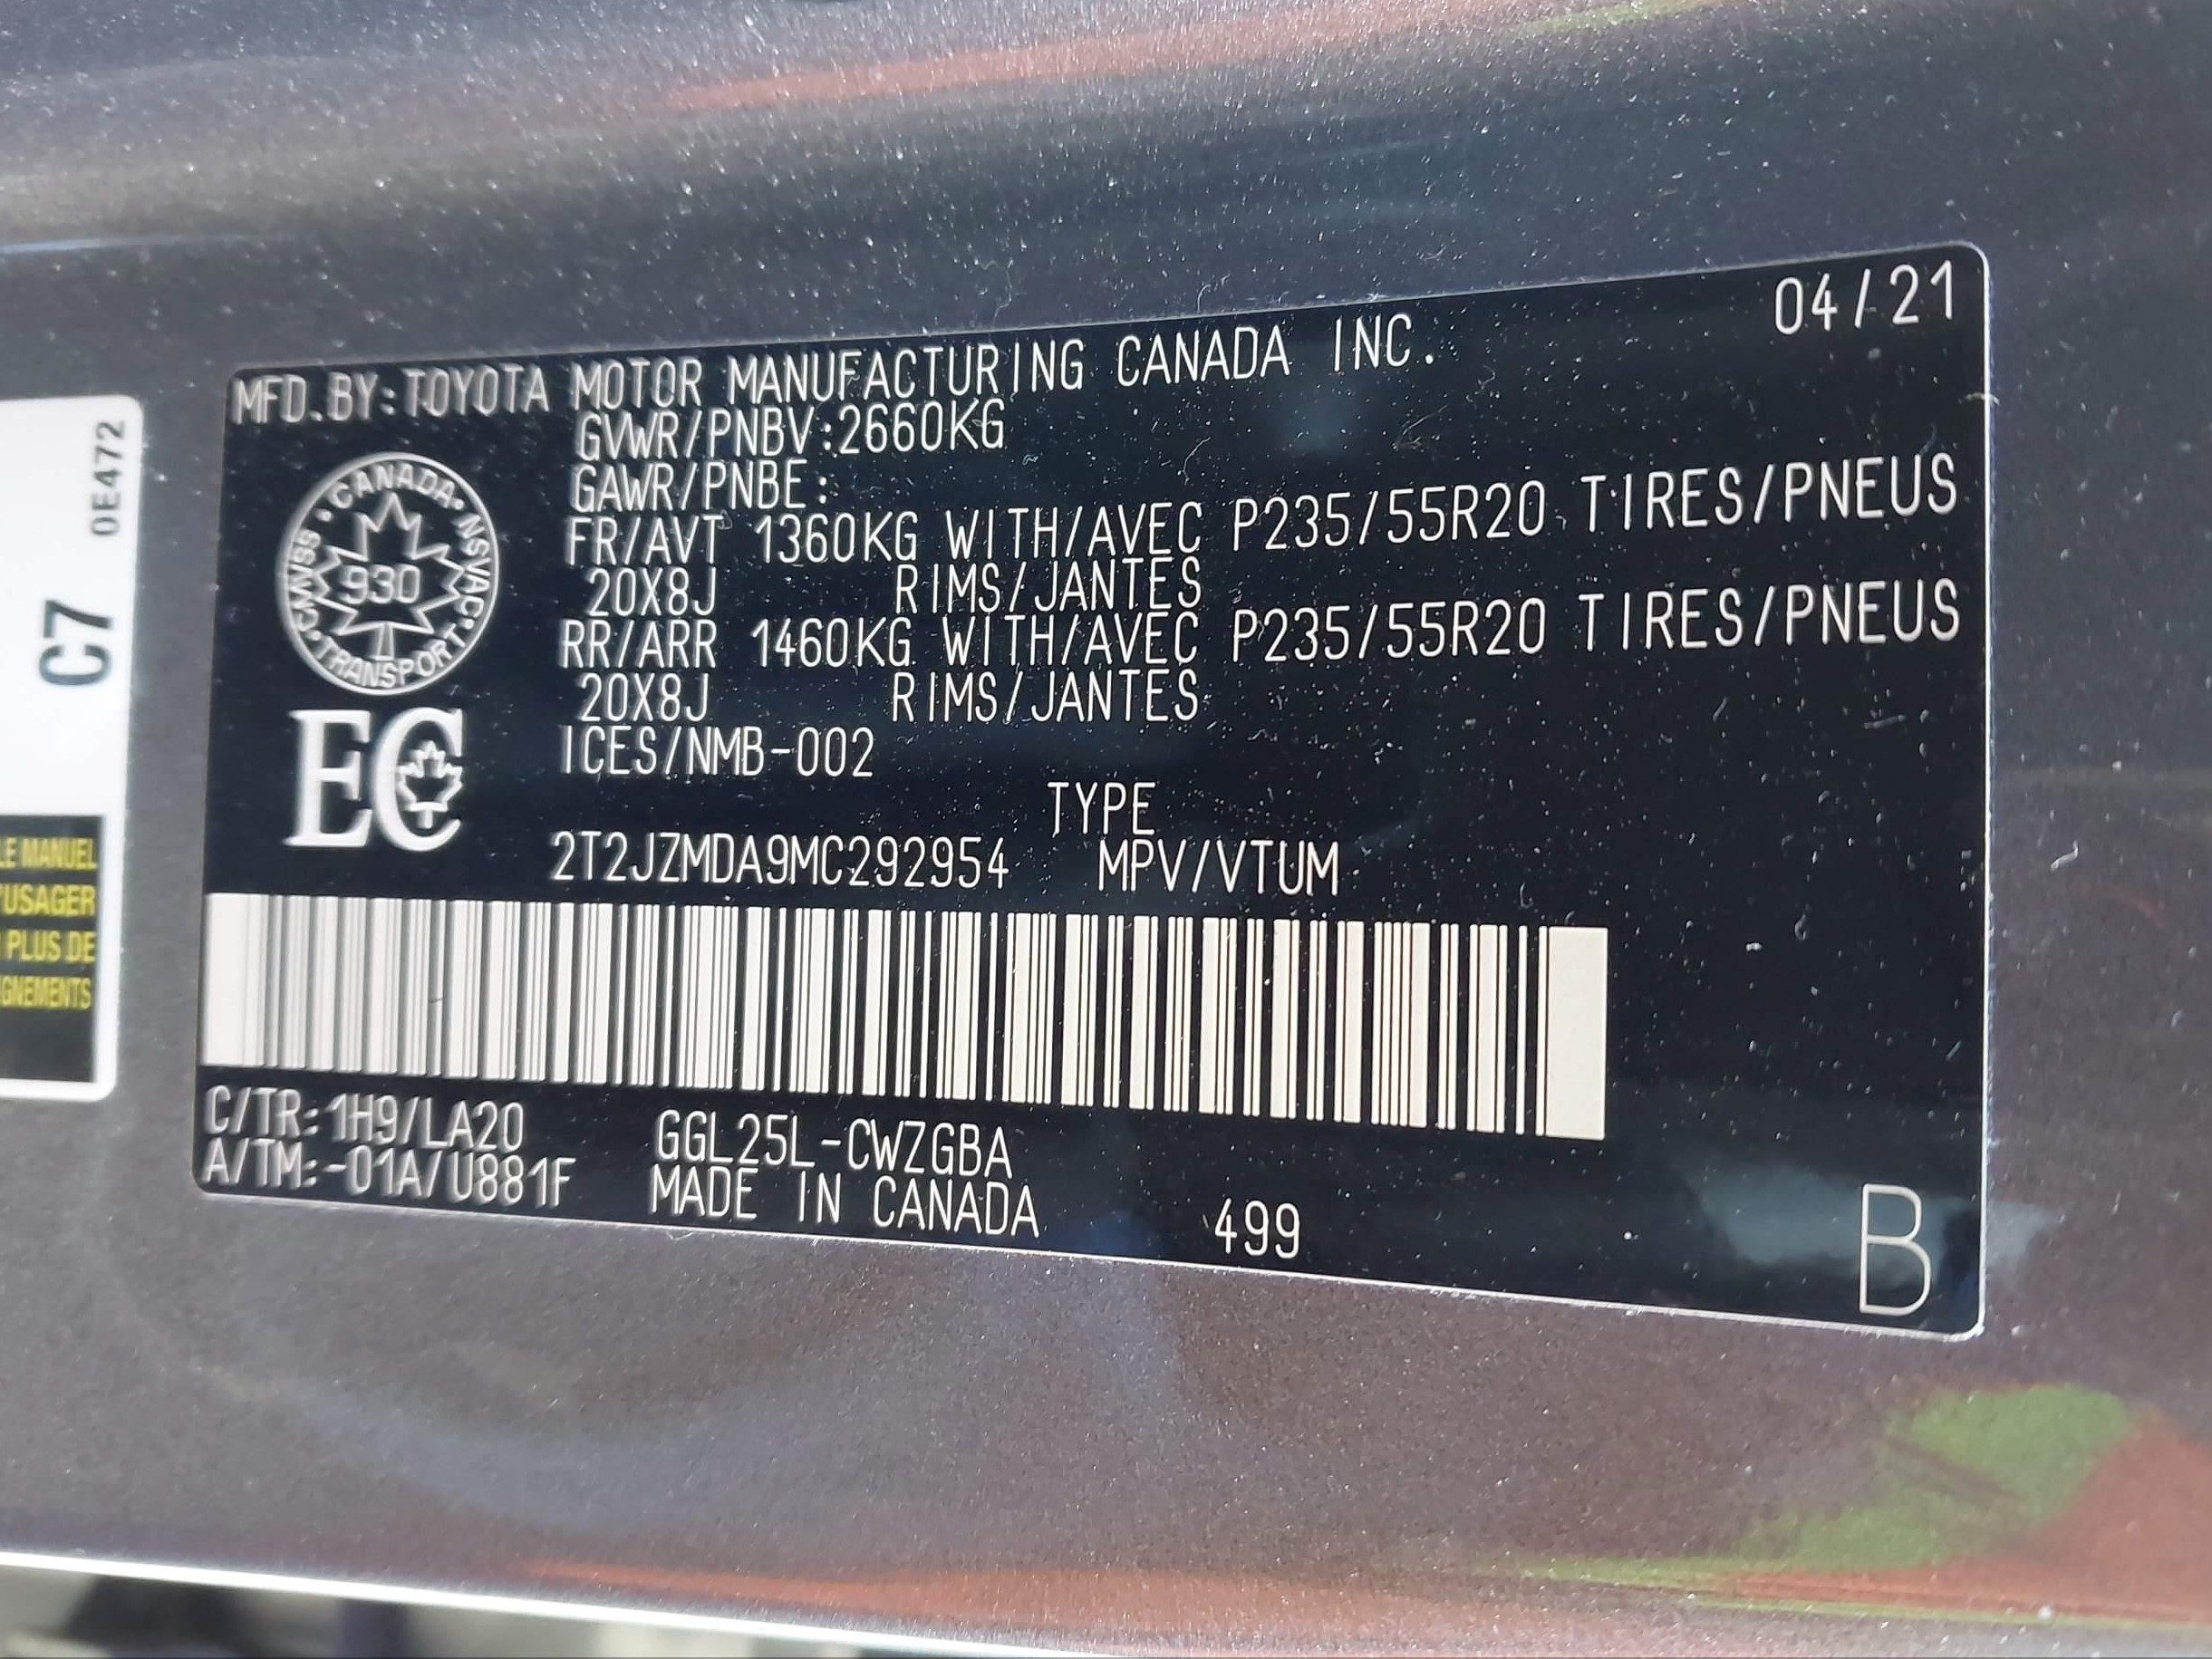 04/21
MFD.BY:TOYOTA MOTOR MANUFACTURING CANADA INC.
GVWR/PNBV:2660KG
GAWR/PNBE:
FR/AVT 1360KG WITH/AVEC P235/55R20 TIRES/PNEUS
20X8J RIMS/JANTES
RR/ARR 1460KG WITH/AVEC P235/55R20 TIRES/PNEUS
20X8J RIMS/JANTES
ICES/NMB-002
TYPE
2T2JZMDA9MC292954 MPV/VTUM
C/TR:1H9/LA20 GGL25L-CWZGBA
A/TM:-01A/U881F MADE IN CANADA 499
B
CANADA
CMVSS 930 NSVAC
TRANSPORT
EC
0E472
C7
LE MANUEL
'USAGER
PLUS DE
GNEMENTS